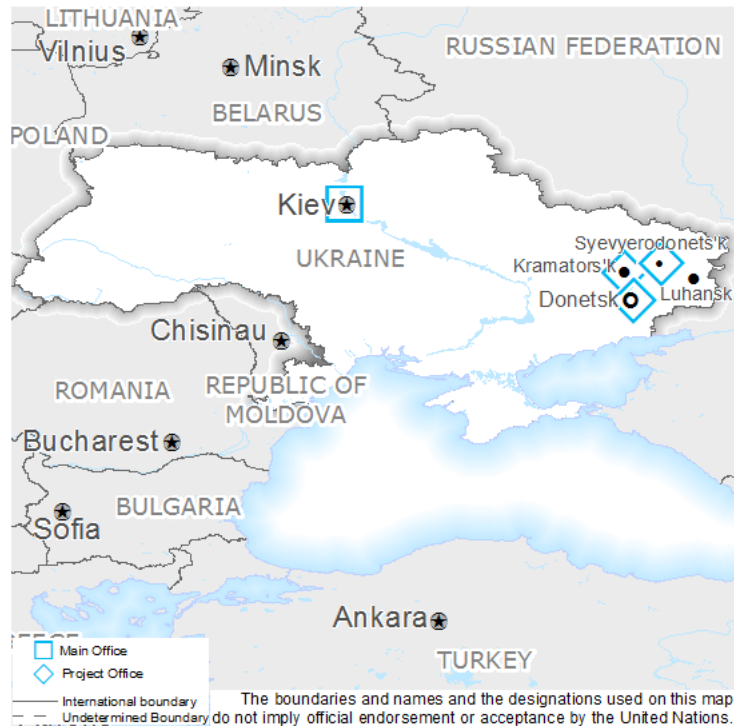 LITHUANIA
Vilnius
Minsk
RUSSIAN FEDERATION
BELARUS
POLAND
Kiev
UKRAINE
Syevyerodonets'k
Kramators'k
Donetsk
Luhansk
Chisinau
ROMANIA
REPUBLIC OF
MOLDOVA
Bucharest
BULGARIA
Sofia
Ankara
TURKEY
Main Office
Project Office
International boundary
Undetermined Boundary
The boundaries and names and the designations used on this map
do not imply official endorsement or acceptance by the United Nations.